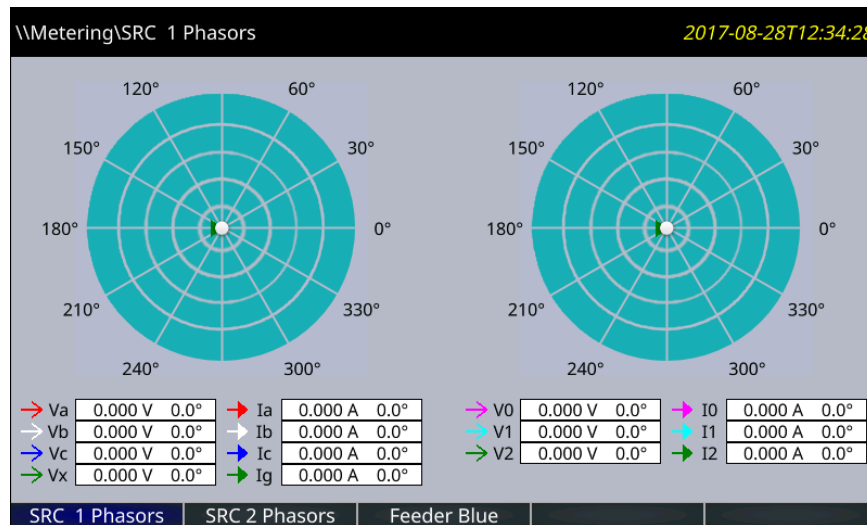 \\Metering\SRC  1 Phasors 2017-08-28T12:34:28
120° 60° 120° 60°
150° 30° 150° 30°
180° 0° 180° 0°
210° 330° 210° 330°
240° 300° 240° 300°
Va 0.000 V 0.0° Ia 0.000 A 0.0° V0 0.000 V 0.0° I0 0.000 A 0.0°
Vb 0.000 V 0.0° Ib 0.000 A 0.0° V1 0.000 V 0.0° I1 0.000 A 0.0°
Vc 0.000 V 0.0° Ic 0.000 A 0.0° V2 0.000 V 0.0° I2 0.000 A 0.0°
Vx 0.000 V 0.0° Ig 0.000 A 0.0°
SRC  1 Phasors SRC 2 Phasors Feeder Blue